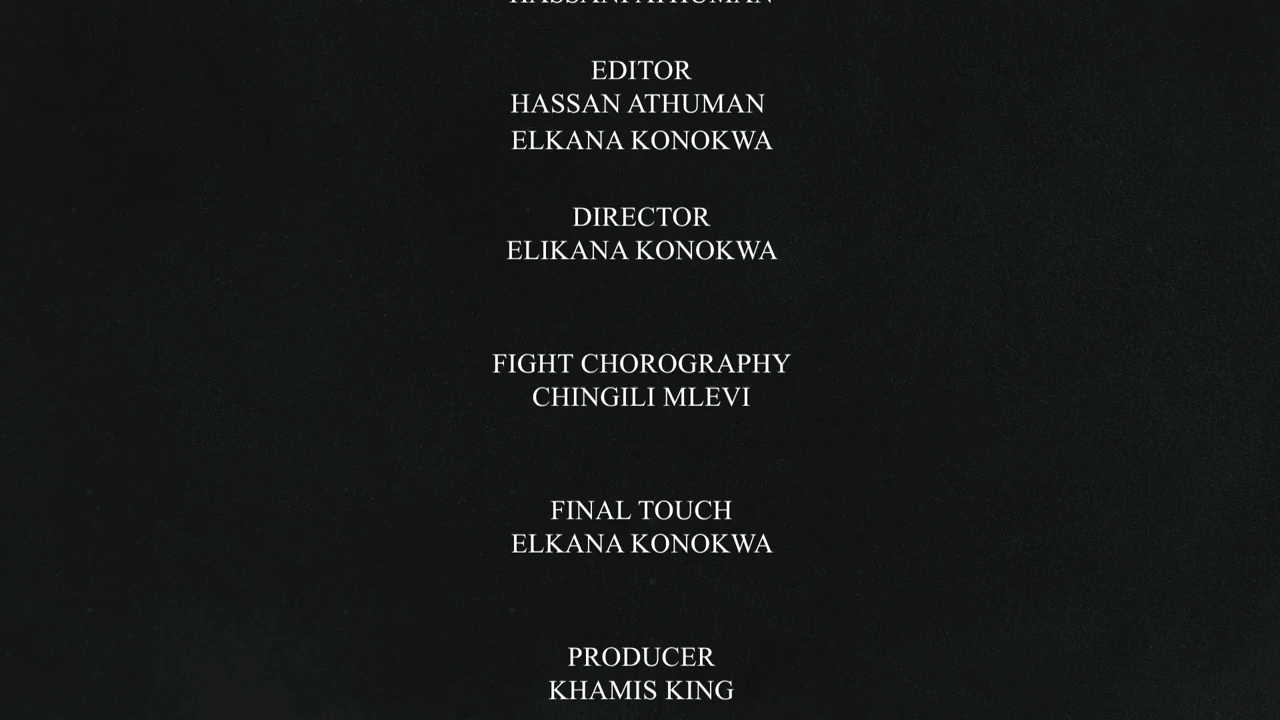 EDITOR
HASSAN ATHUMAN
ELKANA KONOKWA
DIRECTOR
ELIKANA KONOKWA
FIGHT CHOROGRAPHY
CHINGILI MLEVI
FINAL TOUCH
ELKANA KONOKWA
PRODUCER
KHAMIS KING